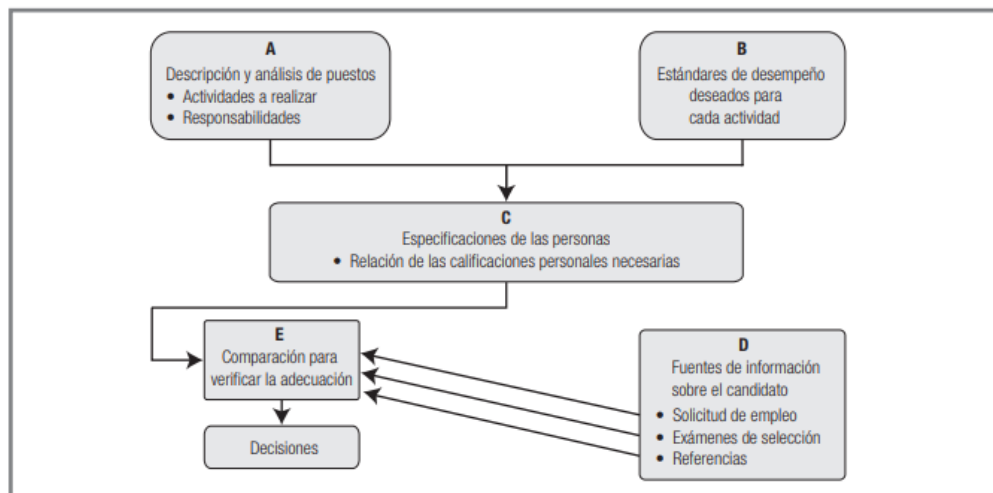 A
Descripción y análisis de puestos
• Actividades a realizar
• Responsabilidades
B
Estándares de desempeño
deseados para
cada actividad
C
Especificaciones de las personas
• Relación de las calificaciones personales necesarias
E
Comparación para
verificar la adecuación
D
Fuentes de información
sobre el candidato
• Solicitud de empleo
• Exámenes de selección
• Referencias
Decisiones